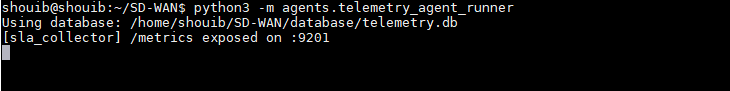 shouib@shouib:~/SD-WAN$ python3 -m agents.telemetry_agent_runner
Using database: /home/shouib/SD-WAN/database/telemetry.db
[sla_collector] /metrics exposed on :9201